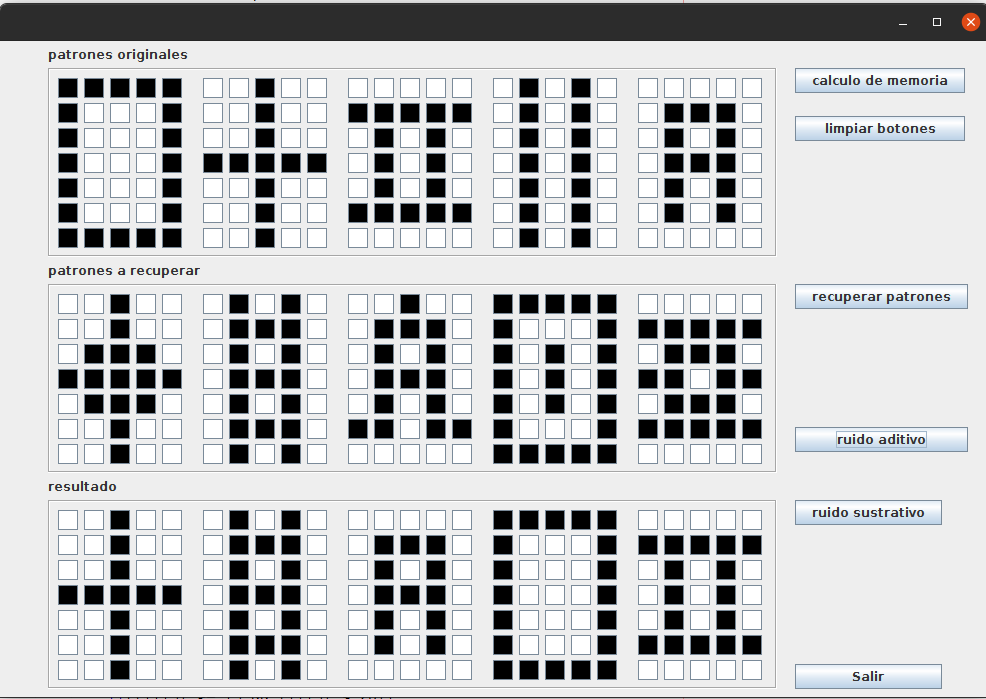 patrones originales
calculo de memoria
limpiar botones
patrones a recuperar
recuperar patrones
ruido aditivo
resultado
ruido sustrativo
Salir